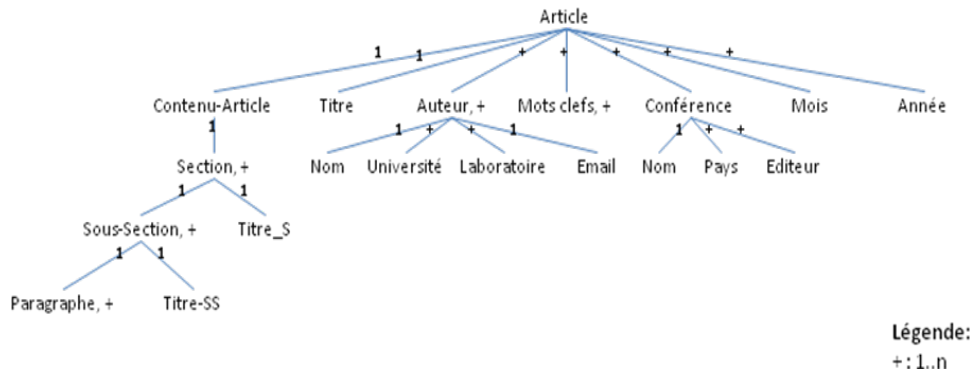 Article
1 1 + + + + +
Contenu-Article Titre Auteur, + Mots clefs, + Conférence Mois Année
1 1 + + 1 1 + +
Section, + Nom Université Laboratoire Email Nom Pays Editeur
1 1
Sous-Section, + Titre_S
1 1
Paragraphe, + Titre-SS
Légende:
+ : 1..n